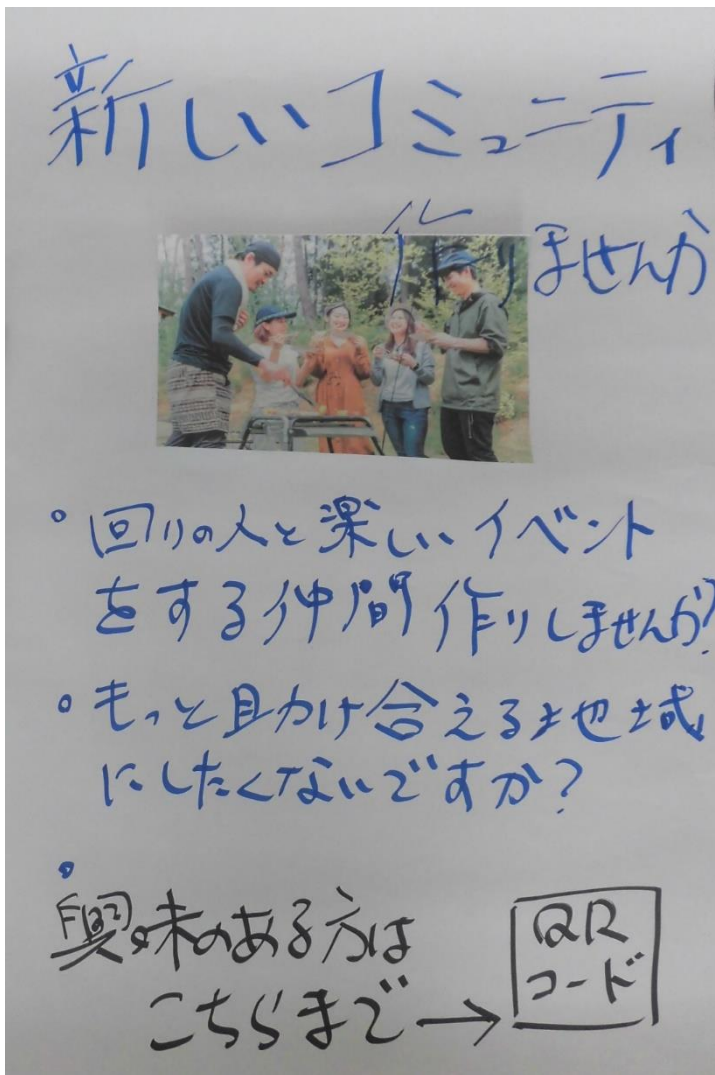 新しいコミュニティ
作りませんか
・回りの人と楽しいイベント
をする仲間作りしませんか?
・もっと助け合える地域
にしたくないですか?
・
興味のある方は
こちらまで→
QR
コード